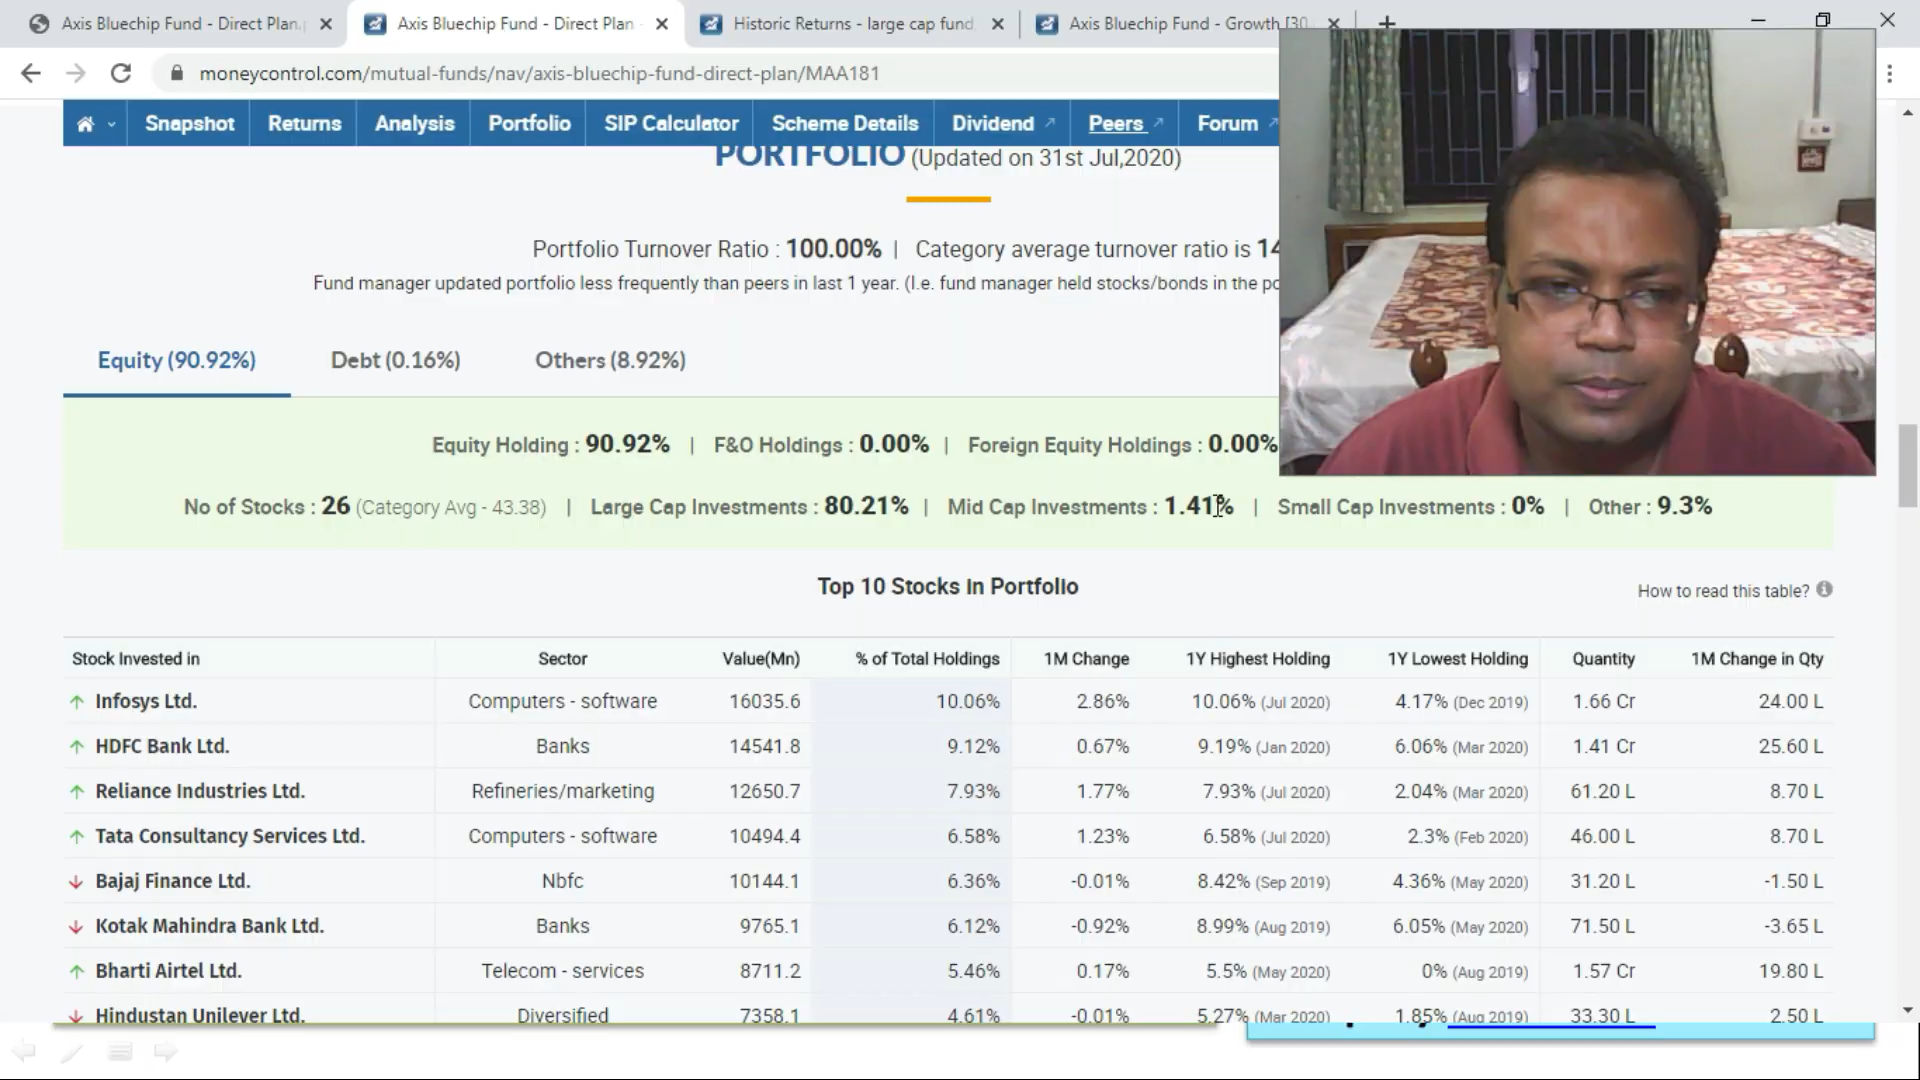 Axis Bluechip Fund - Direct Plan
Axis Bluechip Fund - Direct Plan
Historic Returns - large cap fund
Axis Bluechip Fund - Growth [30
moneycontrol.com/mutual-funds/nav/axis-bluechip-fund-direct-plan/MAA181
Snapshot Returns Analysis Portfolio SIP Calculator Scheme Details Dividend Peers Forum
PORTFOLIO (Updated on 31st Jul,2020)
Portfolio Turnover Ratio : 100.00% | Category average turnover ratio is 14
Fund manager updated portfolio less frequently than peers in last 1 year. (I.e. fund manager held stocks/bonds in the po
Equity (90.92%) Debt (0.16%) Others (8.92%)
Equity Holding : 90.92% | F&O Holdings : 0.00% | Foreign Equity Holdings : 0.00%
No of Stocks : 26 (Category Avg - 43.38) | Large Cap Investments : 80.21% | Mid Cap Investments : 1.41% | Small Cap Investments : 0% | Other : 9.3%
Top 10 Stocks In Portfolio
How to read this table?
Stock Invested in Sector Value(Mn) % of Total Holdings 1M Change 1Y Highest Holding 1Y Lowest Holding Quantity 1M Change in Qty
Infosys Ltd. Computers - software 16035.6 10.06% 2.86% 10.06% (Jul 2020) 4.17% (Dec 2019) 1.66 Cr 24.00 L
HDFC Bank Ltd. Banks 14541.8 9.12% 0.67% 9.19% (Jan 2020) 6.06% (Mar 2020) 1.41 Cr 25.60 L
Reliance Industries Ltd. Refineries/marketing 12650.7 7.93% 1.77% 7.93% (Jul 2020) 2.04% (Mar 2020) 61.20 L 8.70 L
Tata Consultancy Services Ltd. Computers - software 10494.4 6.58% 1.23% 6.58% (Jul 2020) 2.3% (Feb 2020) 46.00 L 8.70 L
Bajaj Finance Ltd. Nbfc 10144.1 6.36% -0.01% 8.42% (Sep 2019) 4.36% (May 2020) 31.20 L -1.50 L
Kotak Mahindra Bank Ltd. Banks 9765.1 6.12% -0.92% 8.99% (Aug 2019) 6.05% (May 2020) 71.50 L -3.65 L
Bharti Airtel Ltd. Telecom - services 8711.2 5.46% 0.17% 5.5% (May 2020) 0% (Aug 2019) 1.57 Cr 19.80 L
Hindustan Unilever Ltd. Diversified 7358.1 4.61% -0.01% 5.27% (Mar 2020) 1.85% (Aug 2019) 33.30 L 2.50 L